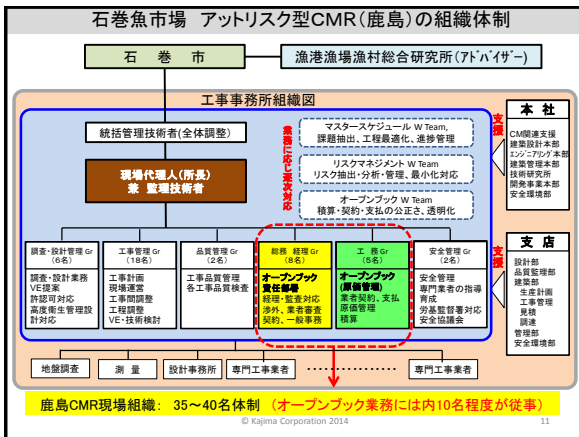 石巻魚市場 アットリスク型CMR(鹿島)の組織体制
石 巻 市
漁港漁場漁村総合研究所(ｱﾄﾞﾊﾞｲｻﾞｰ)
工事事務所組織図
統括管理技術者(全体調整)
現場代理人(所長)
兼 監理技術者
業務に応じ逐次対応
マスタースケジュール W Team,
課題抽出、工程最適化、進捗管理
リスクマネジメント W Team
リスク抽出・分析・管理、最小化対応
オープンブック W Team
積算・契約・支払の公正さ、透明化
支援
本 社
CM関連支援
建築設計本部
ｴﾝｼﾞﾆｱﾘﾝｸﾞ本部
建築管理本部
技術研究所
開発事業本部
安全環境部
支援
支 店
設計部
品質監理部
建築部
生産計画
工事管理
見積
調達
管理部
安全環境部
調査・設計管理 Gr
(6名)
調査・設計業務
VE提案
許認可対応
高度衛生管理設
計対応
工事管理 Gr
(18名)
工事計画
現場運営
工事間調整
工程調整
VE・技術検討
品質管理 Gr
(2名)
工事品質管理
各工事品質検査
総務 経理 Gr
(8名)
オープンブック
責任部署
経理・監査対応
渉外、業者審査
契約、一般事務
工 務 Gr
(5名)
オープンブック
(原価管理)
業者契約、支払
原価管理
積算
安全管理 Gr
(2名)
安全管理
専門業者の指導
育成
労基監督署対応
安全協議会
地盤調査
測 量
設計事務所
専門工事業者
………………
専門工事業者
鹿島CMR現場組織: 35～40名体制 (オープンブック業務には内10名程度が従事)
© Kajima Corporation 2014
11